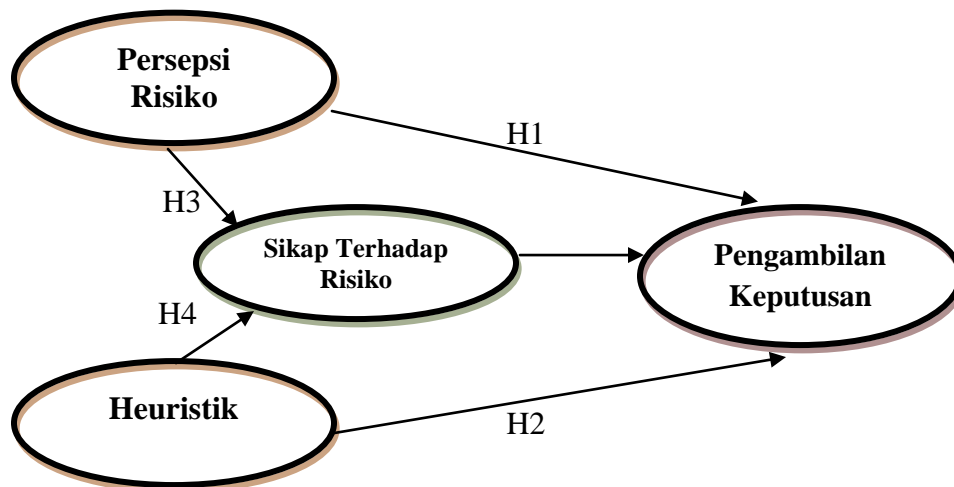 Persepsi
Risiko
H1
H3
Sikap Terhadap
Risiko
Pengambilan
Keputusan
H4
Heuristik
H2